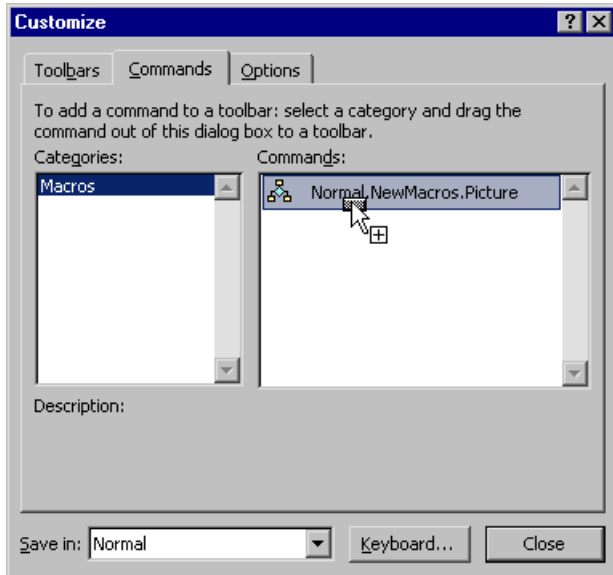 Customize
Toolbars Commands Options
To add a command to a toolbar: select a category and drag the
command out of this dialog box to a toolbar.
Categories: Commands:
Macros Normal.NewMacros.Picture
Description:
Save in: Normal Keyboard... Close